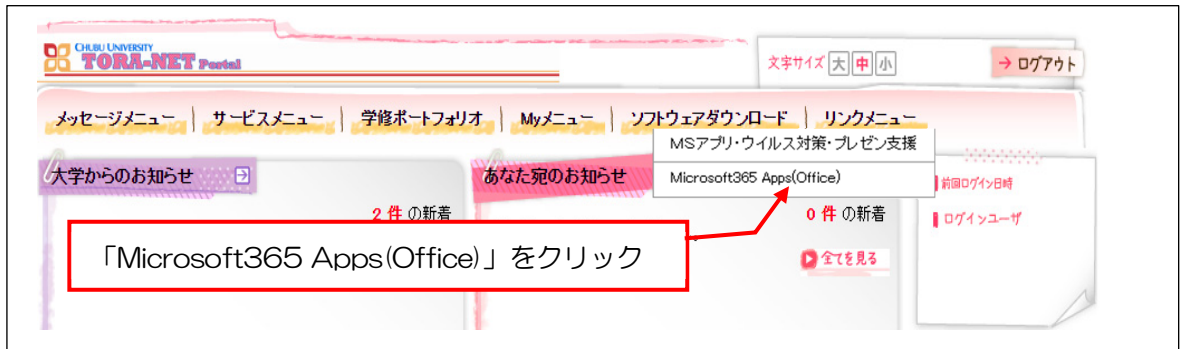 CHUBU UNIVERSITY
TORA-NET Portal
文字サイズ 大 中 小
→ ログアウト
メッセージメニュー | サービスメニュー | 学修ポートフォリオ | Myメニュー | ソフトウェアダウンロード | リンクメニュー
MSアプリ・ウイルス対策・プレゼン支援
Microsoft365 Apps(Office)
大学からのお知らせ
2 件 の新着
あなた宛のお知らせ
0 件 の新着
全てを見る
前回ログイン日時
ログインユーザ
「Microsoft365 Apps(Office)」をクリック